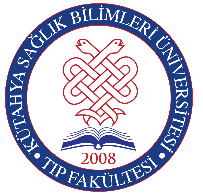 KÜTAHYA SAĞLIK BİLİMLERİ ÜNİVERSİTESİ
2008
• TIP FAKÜLTESİ •